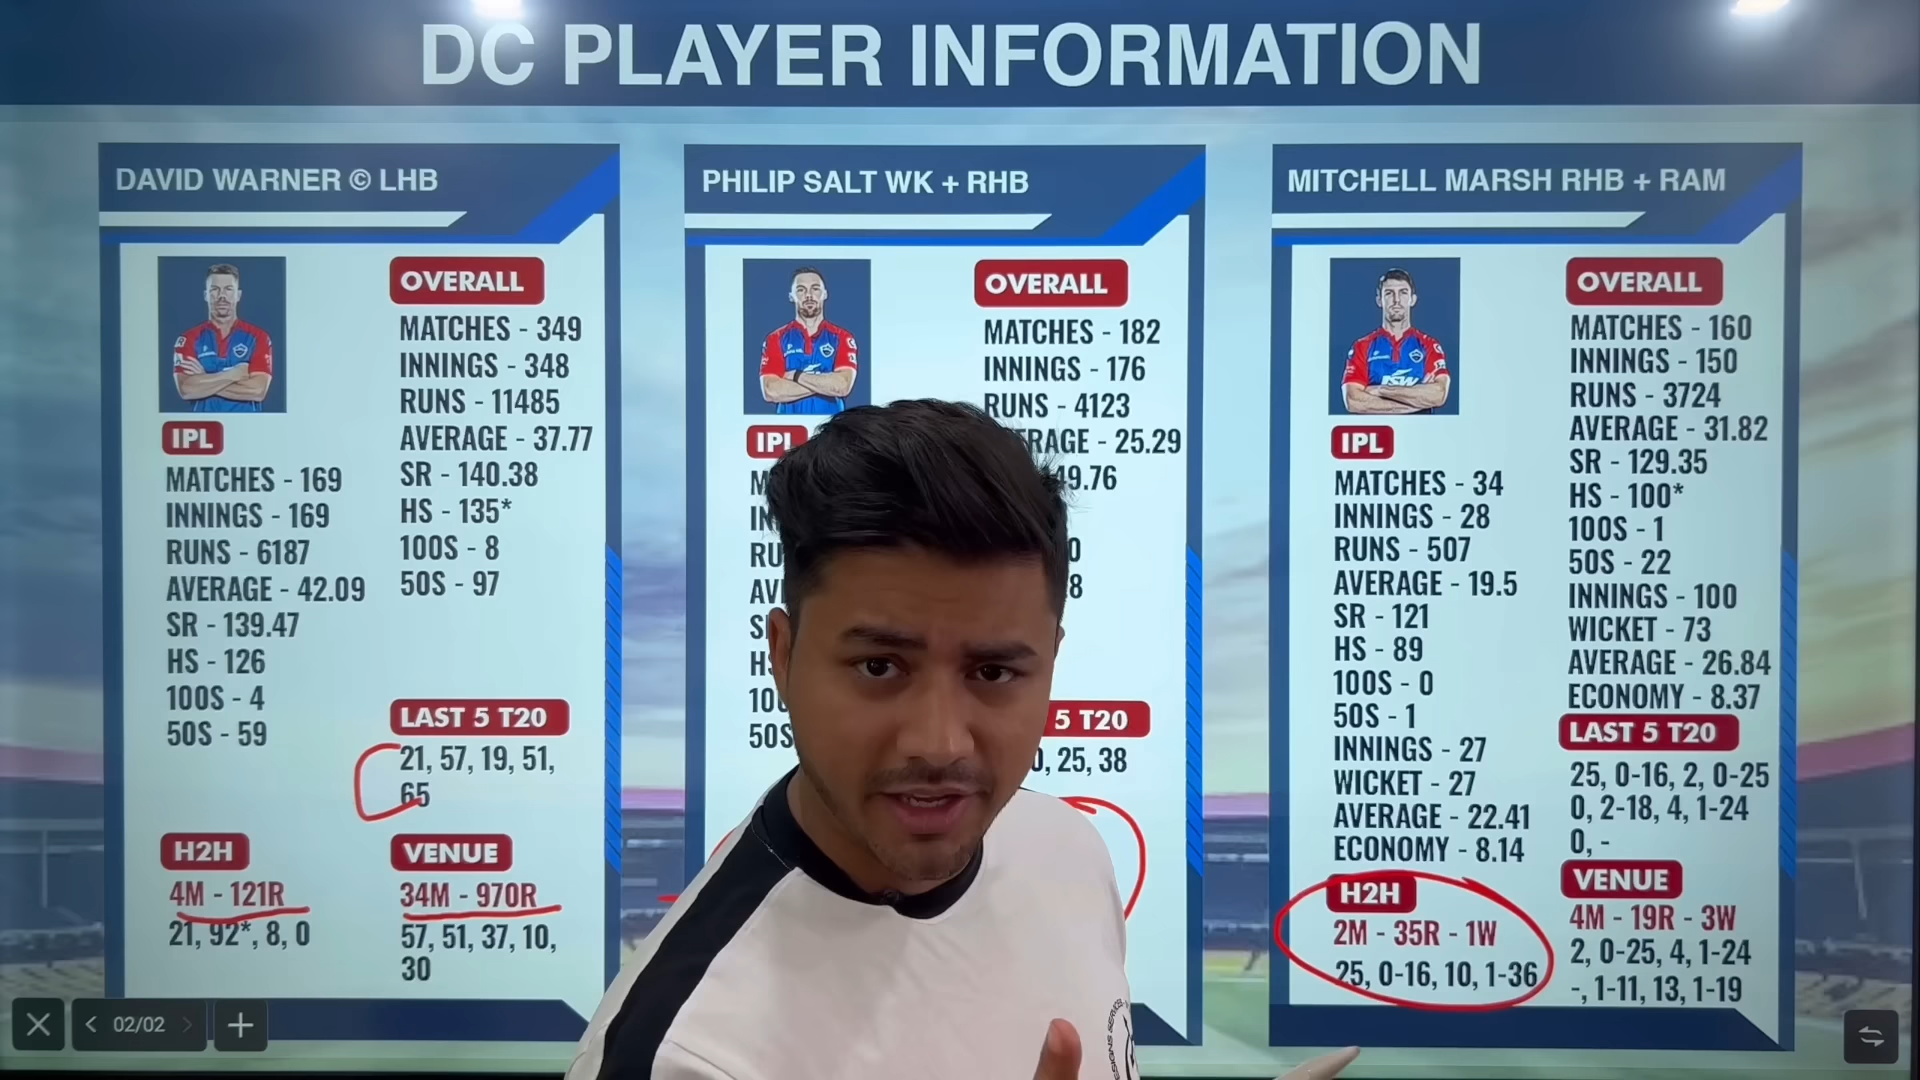 DC PLAYER INFORMATION
DAVID WARNER © LHB
OVERALL
MATCHES - 349
INNINGS - 348
RUNS - 11485
AVERAGE - 37.77
SR - 140.38
HS - 135*
100S - 8
50S - 97
IPL
MATCHES - 169
INNINGS - 169
RUNS - 6187
AVERAGE - 42.09
SR - 139.47
HS - 126
100S - 4
50S - 59
LAST 5 T20
21, 57, 19, 51,
65
H2H
4M - 121R
21, 92*, 8, 0
VENUE
34M - 970R
57, 51, 37, 10,
30
PHILIP SALT WK + RHB
OVERALL
MATCHES - 182
INNINGS - 176
RUNS - 4123
- 25.29
IPL
50S
5 T20
25, 38
MITCHELL MARSH RHB + RAM
OVERALL
MATCHES - 160
INNINGS - 150
RUNS - 3724
AVERAGE - 31.82
SR - 129.35
HS - 100*
100S - 1
50S - 22
INNINGS - 100
WICKET - 73
AVERAGE - 26.84
ECONOMY - 8.37
IPL
MATCHES - 34
INNINGS - 28
RUNS - 507
AVERAGE - 19.5
SR - 121
HS - 89
100S - 0
50S - 1
INNINGS - 27
WICKET - 27
AVERAGE - 22.41
ECONOMY - 8.14
LAST 5 T20
25, 0-16, 2, 0-25
0, 2-18, 4, 1-24
0, -
H2H
2M - 35R - 1W
25, 0-16, 10, 1-36
VENUE
4M - 19R - 3W
2, 0-25, 4, 1-24
-, 1-11, 13, 1-19
02/02